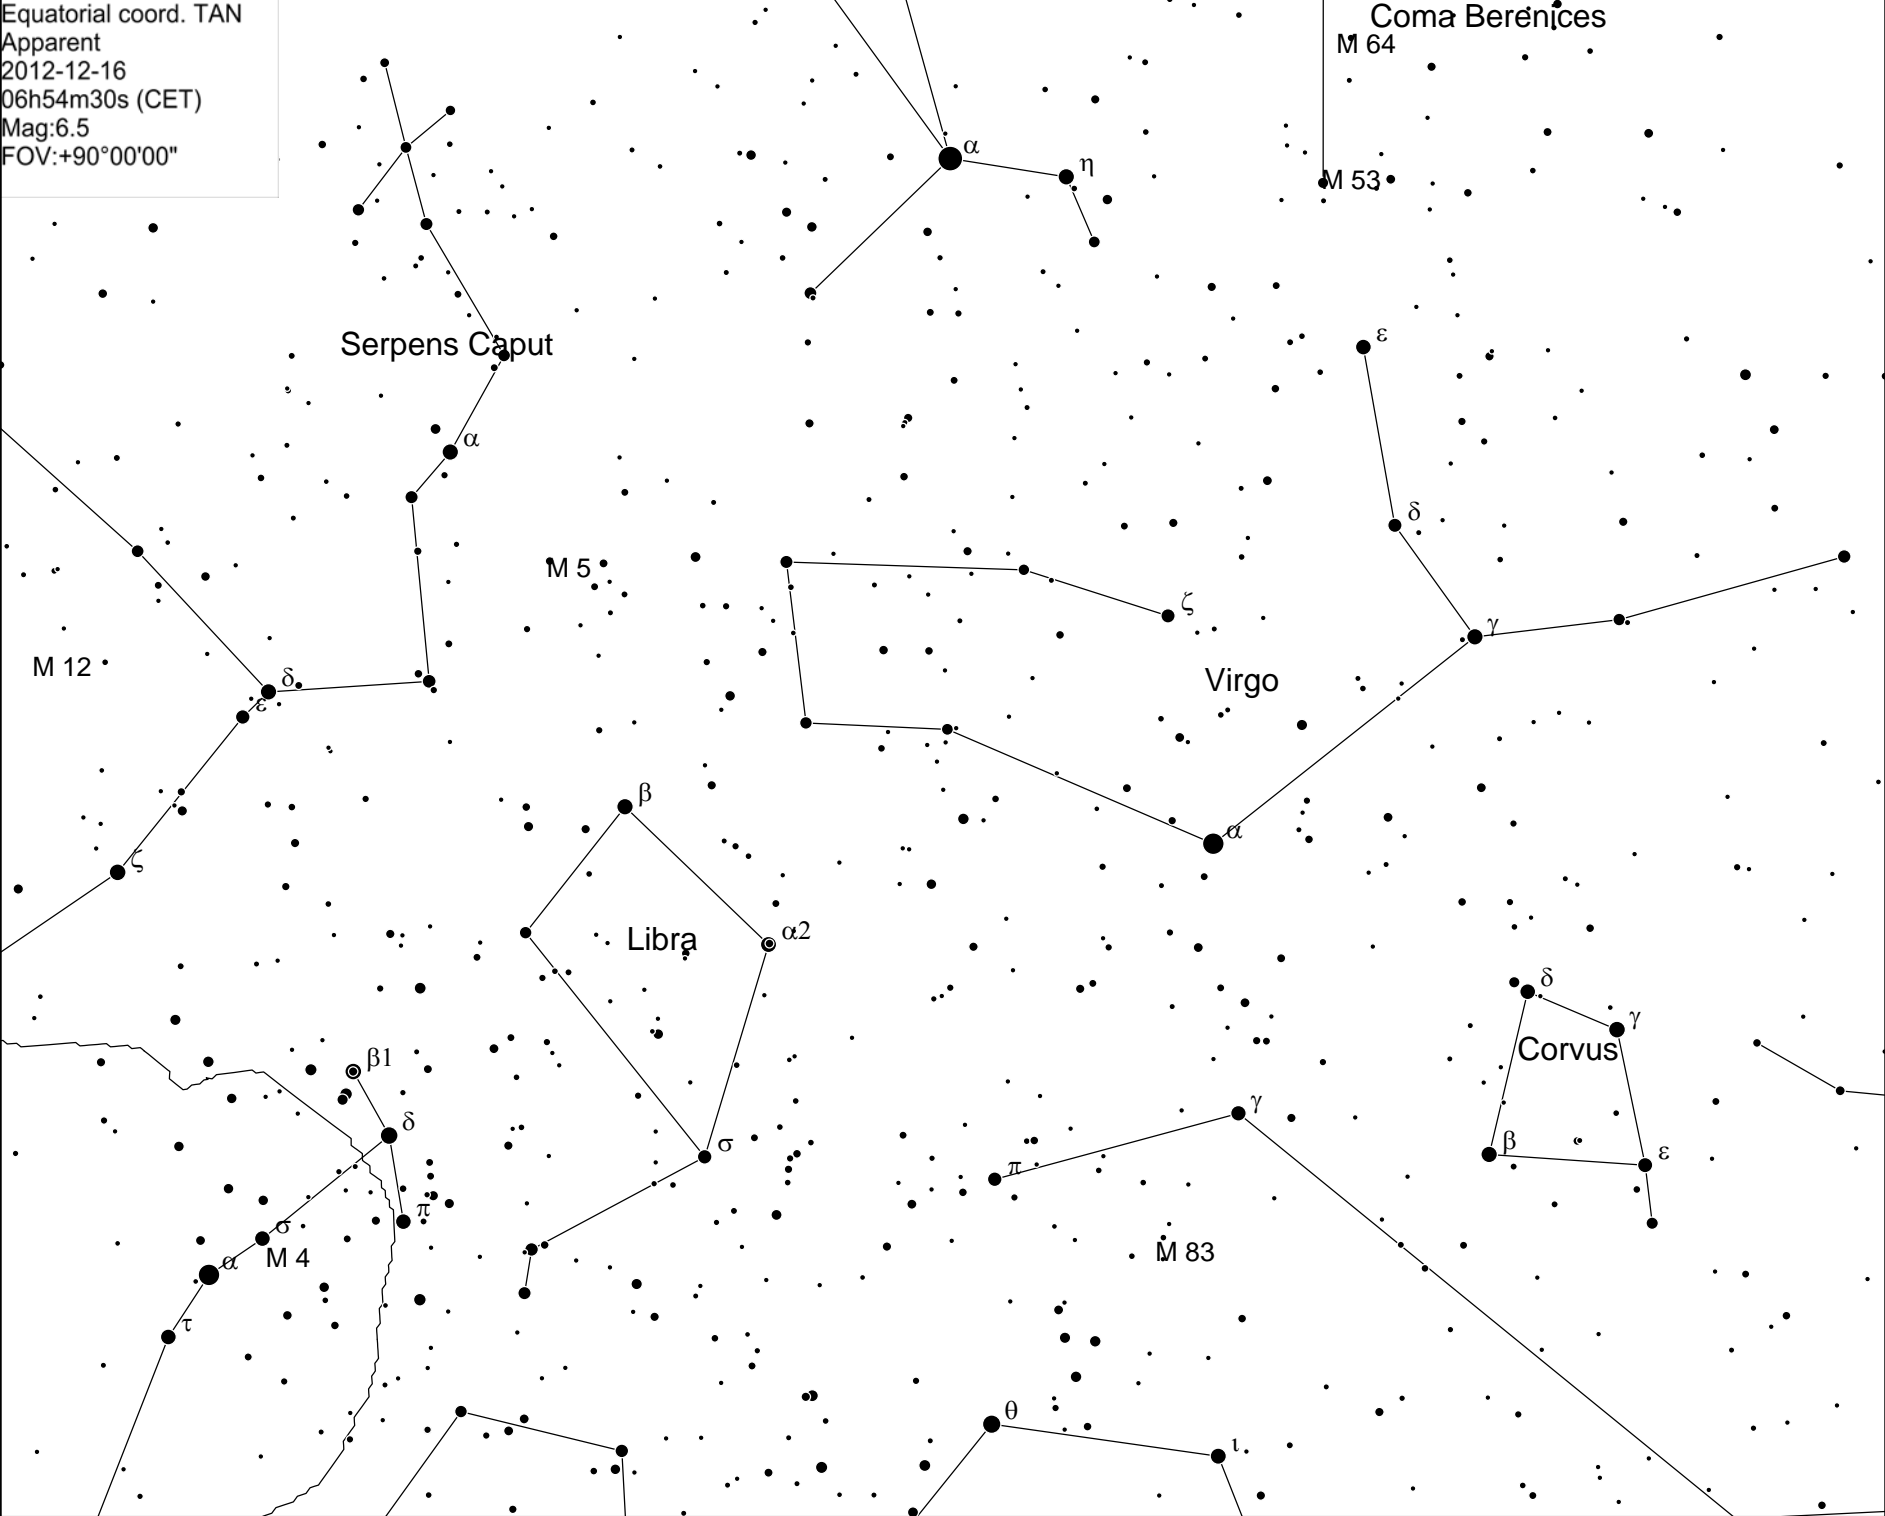 Equatorial coord. TAN
Apparent
2012-12-16
06h54m30s (CET)
Mag:6.5
FOV:+90°00'00"
Coma Berenices
M 64
α
η
M 53
ε
Serpens Caput
α
δ
M 5
ζ
γ
M 12
δ
ε
Virgo
β
α
ζ
Libra
α2
δ
γ
Corvus
β1
γ
δ
σ
β
ε
π
π
σ
M 4
α
M 83
τ
θ
ι